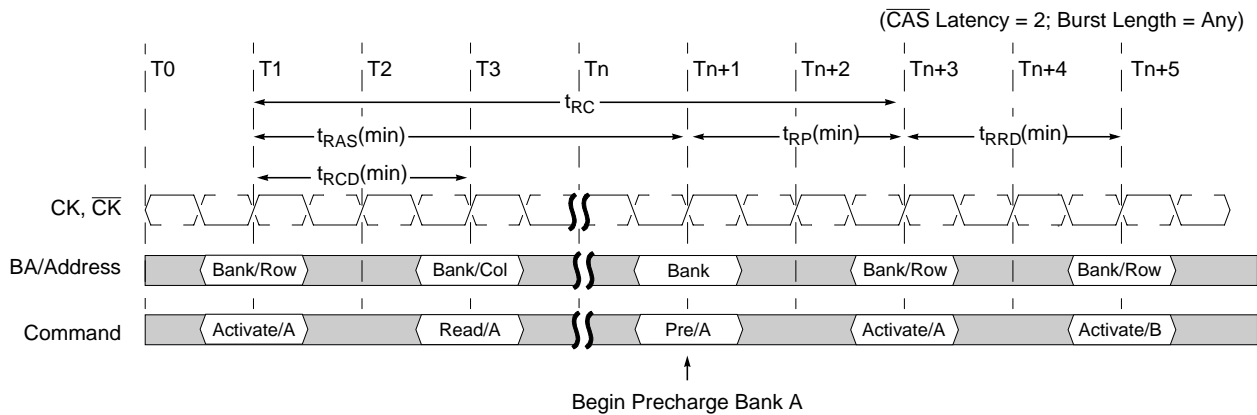 (CAS Latency = 2; Burst Length = Any)
T0 T1 T2 T3 Tn Tn+1 Tn+2 Tn+3 Tn+4 Tn+5
tRC
tRAS(min) tRP(min) tRRD(min)
tRCD(min)
CK, CK
BA/Address Bank/Row Bank/Col Bank Bank/Row Bank/Row
Command Activate/A Read/A Pre/A Activate/A Activate/B
Begin Precharge Bank A